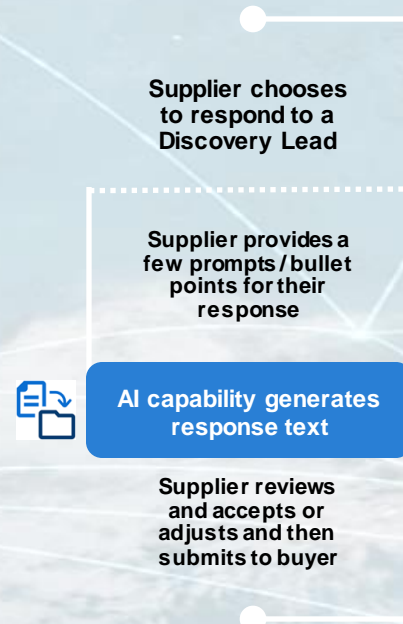 Supplier chooses
to respond to a
Discovery Lead
Supplier provides a
few prompts / bullet
points for their
response
AI capability generates
response text
Supplier reviews
and accepts or
adjusts and then
submits to buyer